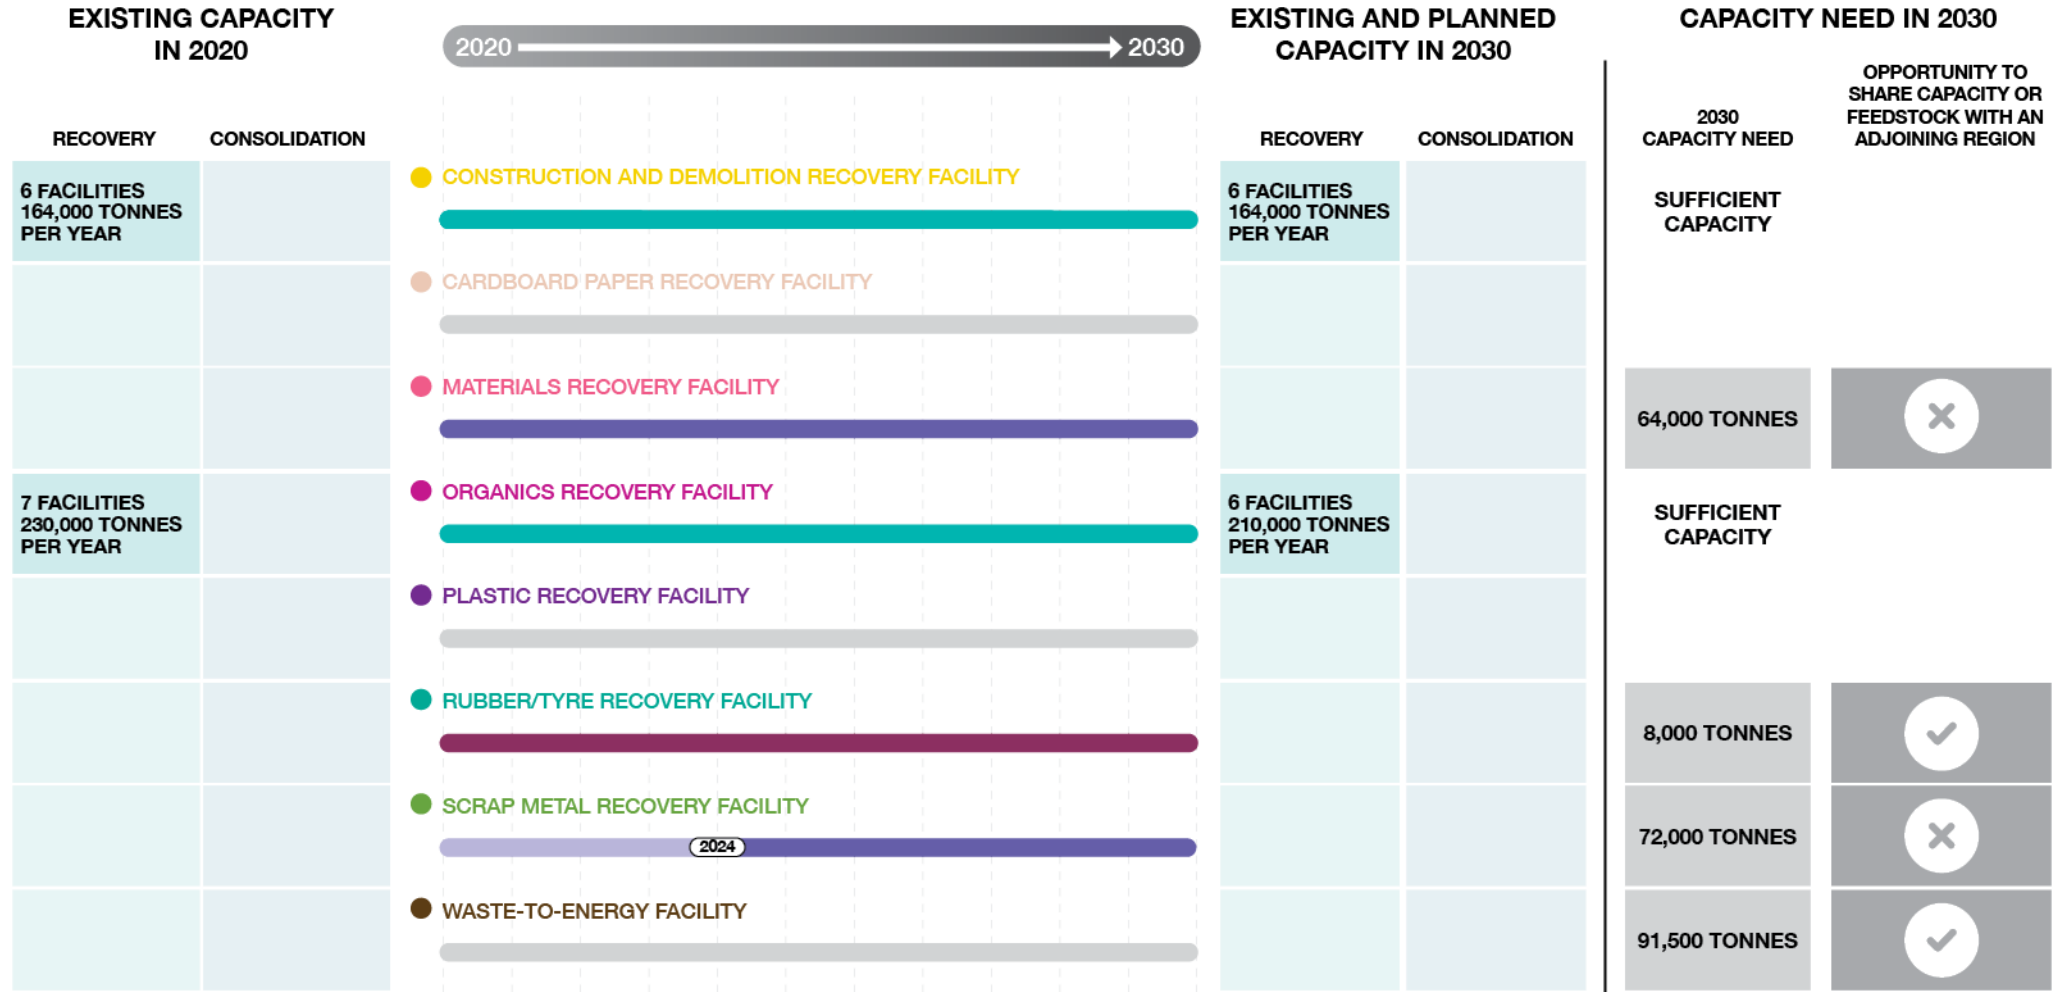 EXISTING CAPACITY
IN 2020
2020
2030
EXISTING AND PLANNED
CAPACITY IN 2030
CAPACITY NEED IN 2030
RECOVERY
CONSOLIDATION
RECOVERY
CONSOLIDATION
2030
CAPACITY NEED
OPPORTUNITY TO
SHARE CAPACITY OR
FEEDSTOCK WITH AN
ADJOINING REGION
6 FACILITIES
164,000 TONNES
PER YEAR
CONSTRUCTION AND DEMOLITION RECOVERY FACILITY
6 FACILITIES
164,000 TONNES
PER YEAR
SUFFICIENT
CAPACITY
CARDBOARD PAPER RECOVERY FACILITY
MATERIALS RECOVERY FACILITY
64,000 TONNES
7 FACILITIES
230,000 TONNES
PER YEAR
ORGANICS RECOVERY FACILITY
6 FACILITIES
210,000 TONNES
PER YEAR
SUFFICIENT
CAPACITY
PLASTIC RECOVERY FACILITY
RUBBER/TYRE RECOVERY FACILITY
8,000 TONNES
SCRAP METAL RECOVERY FACILITY
2024
72,000 TONNES
WASTE-TO-ENERGY FACILITY
91,500 TONNES